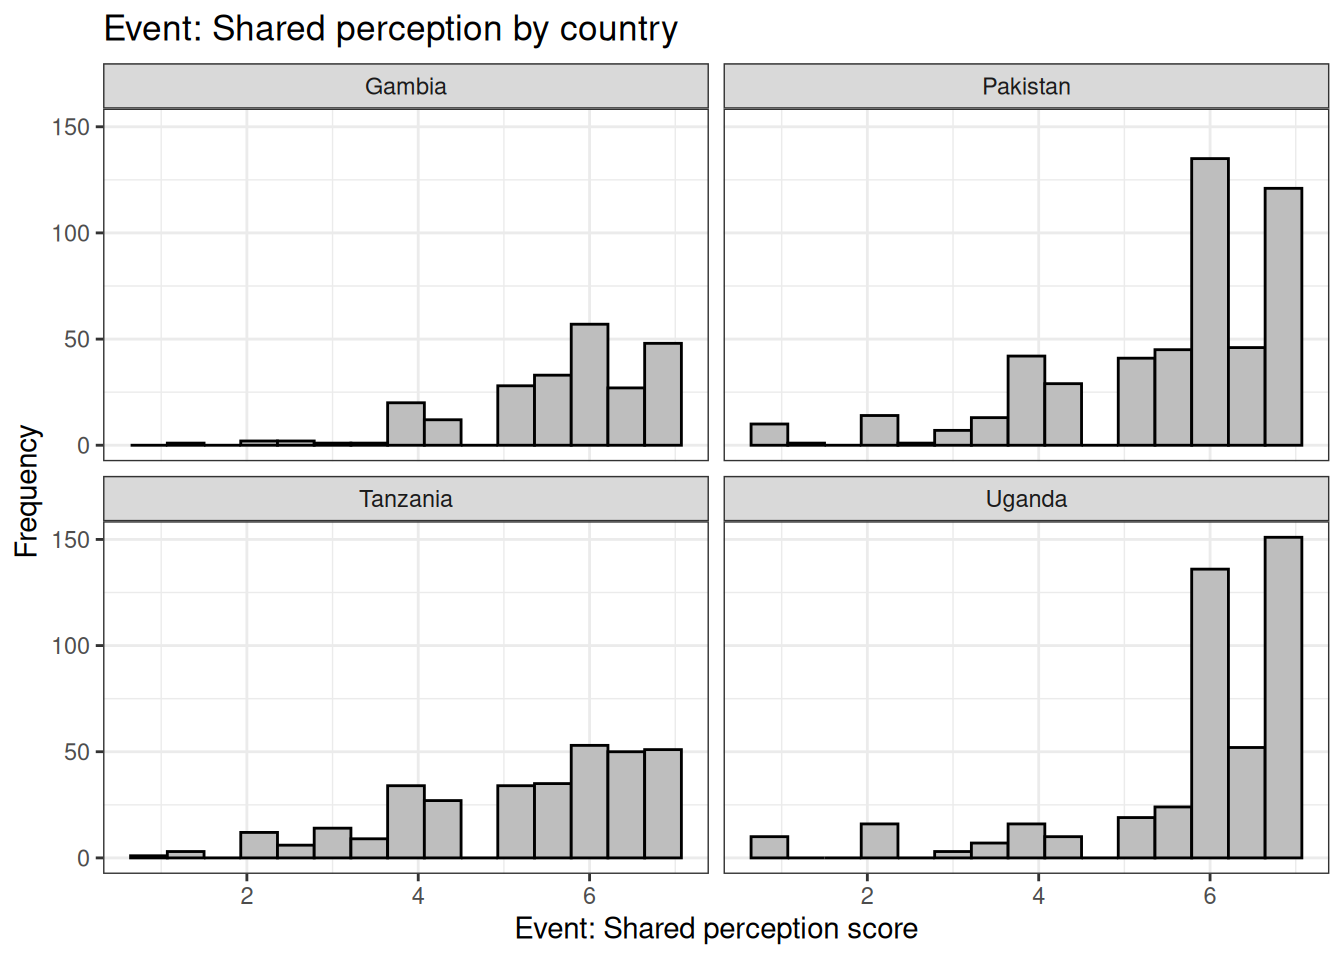 Event: Shared perception by country
Gambia
Pakistan
150
100
50
0
Tanzania
Uganda
150
100
50
0
Frequency
2
4
6
2
4
6
Event: Shared perception score